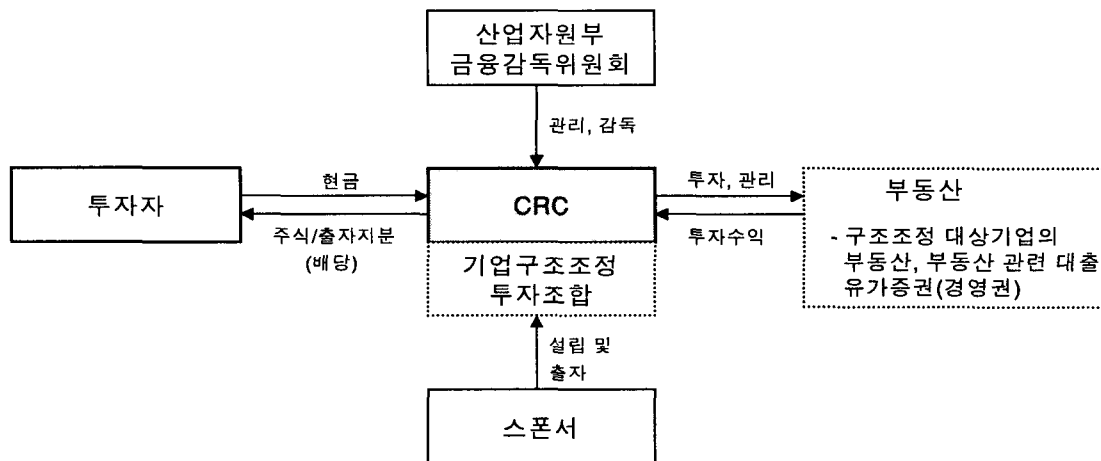 산업자원부
금융감독위원회
관리, 감독
투자자
현금
주식/출자지분
(배당)
CRC
기업구조조정
투자조합
투자, 관리
투자수익
부동산
- 구조조정 대상기업의
부동산, 부동산 관련 대출
유가증권(경영권)
설립 및
출자
스폰서